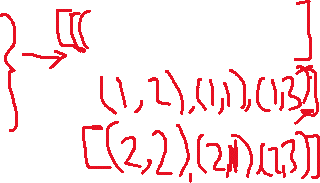 } → [[(                ]
(1,2),(1,1),(1,3)]
[(2,2),(2,1),(2,3)]